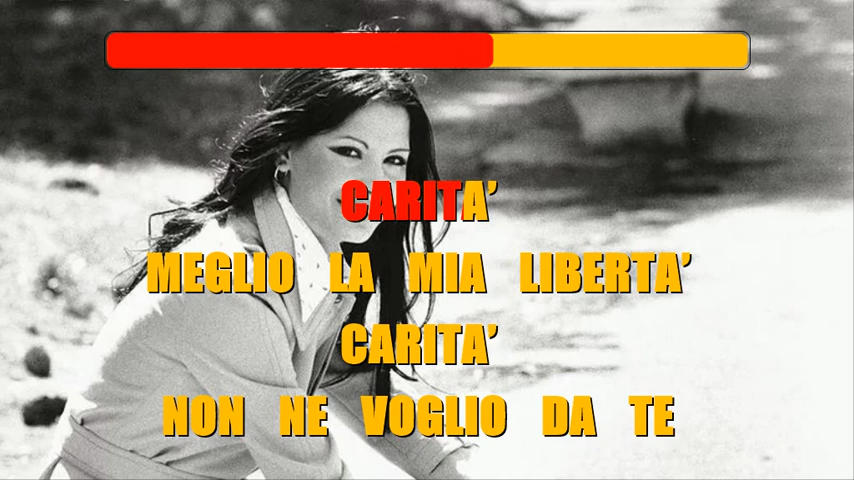 CARITA’
MEGLIO LA MIA LIBERTA’
CARITA’
NON NE VOGLIO DA TE